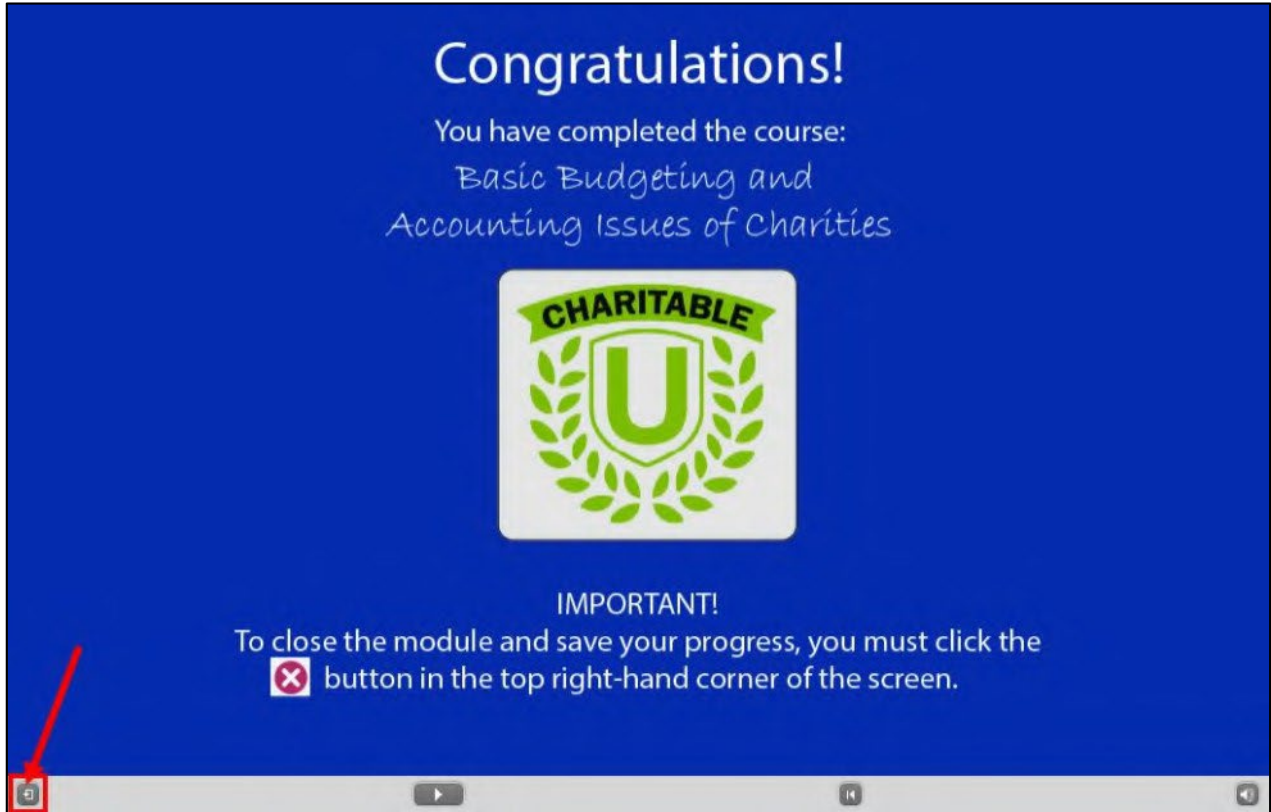 Congratulations!
You have completed the course:
Basic Budgeting and
Accounting Issues of Charities
CHARITABLE
U
IMPORTANT!
To close the module and save your progress, you must click the
button in the top right-hand corner of the screen.